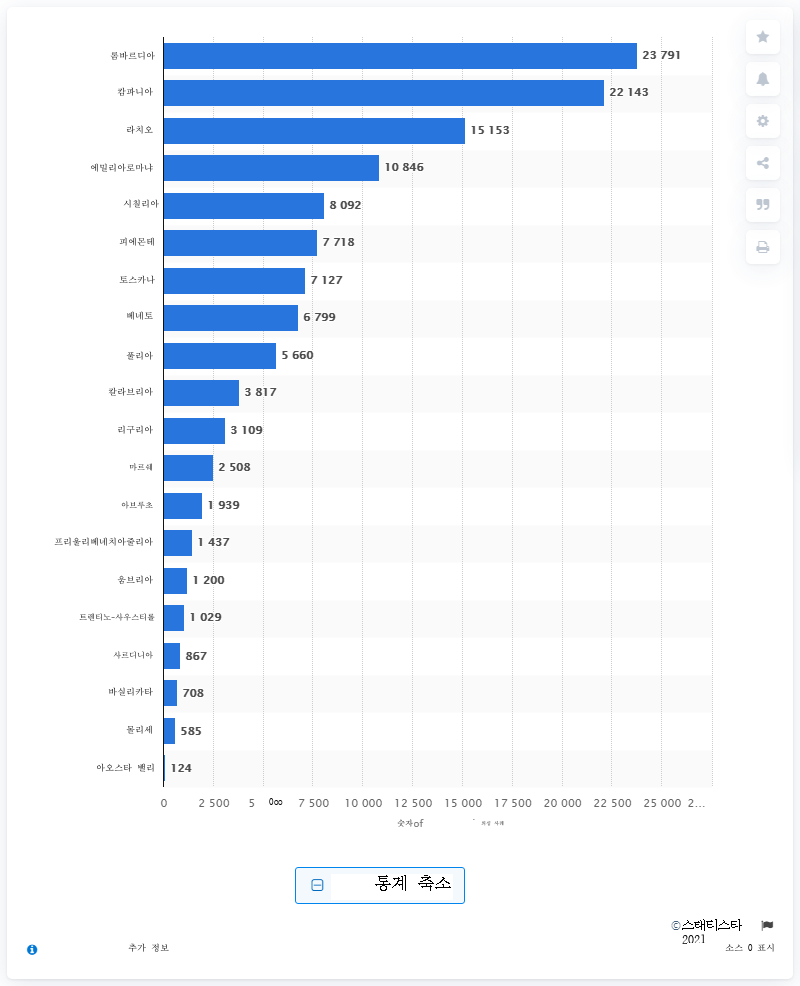 롬바르디아 23 791
캄파니아 22 143
라치오 15 153
에밀리아로마냐 10 846
시칠리아 8 092
피에몬테 7 718
토스카나 7 127
베네토 6 799
풀리아 5 660
칼라브리아 3 817
리구리아 3 109
마르쉐 2 508
아브루초 1 939
프리울리베네치아줄리아 1 437
움브리아 1 200
트렌티노-사우스티롤 1 029
사르디니아 867
바실리카타 708
몰리세 585
아오스타 밸리 124
0 2 500 5 0∞ 7 500 10 000 12 500 15 000 17 500 20 000 22 500 25 000 2...
숫자of 사례
통계 축소
©스태티스타
2021
추가 정보 소스 0 표시